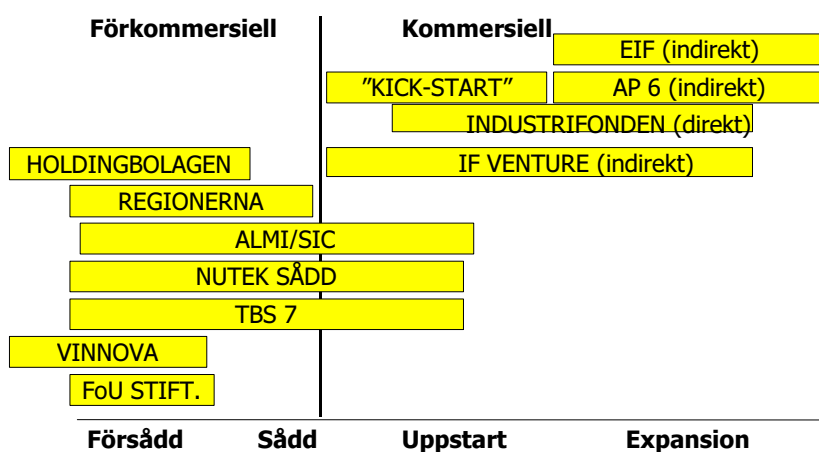 Förkommersiell
Kommersiell
EIF (indirekt)
”KICK-START”
AP 6 (indirekt)
INDUSTRIFONDEN (direkt)
HOLDINGBOLAGEN
IF VENTURE (indirekt)
REGIONERNA
ALMI/SIC
NUTEK SÅDD
TBS 7
VINNOVA
FoU STIFT.
Försådd
Sådd
Uppstart
Expansion